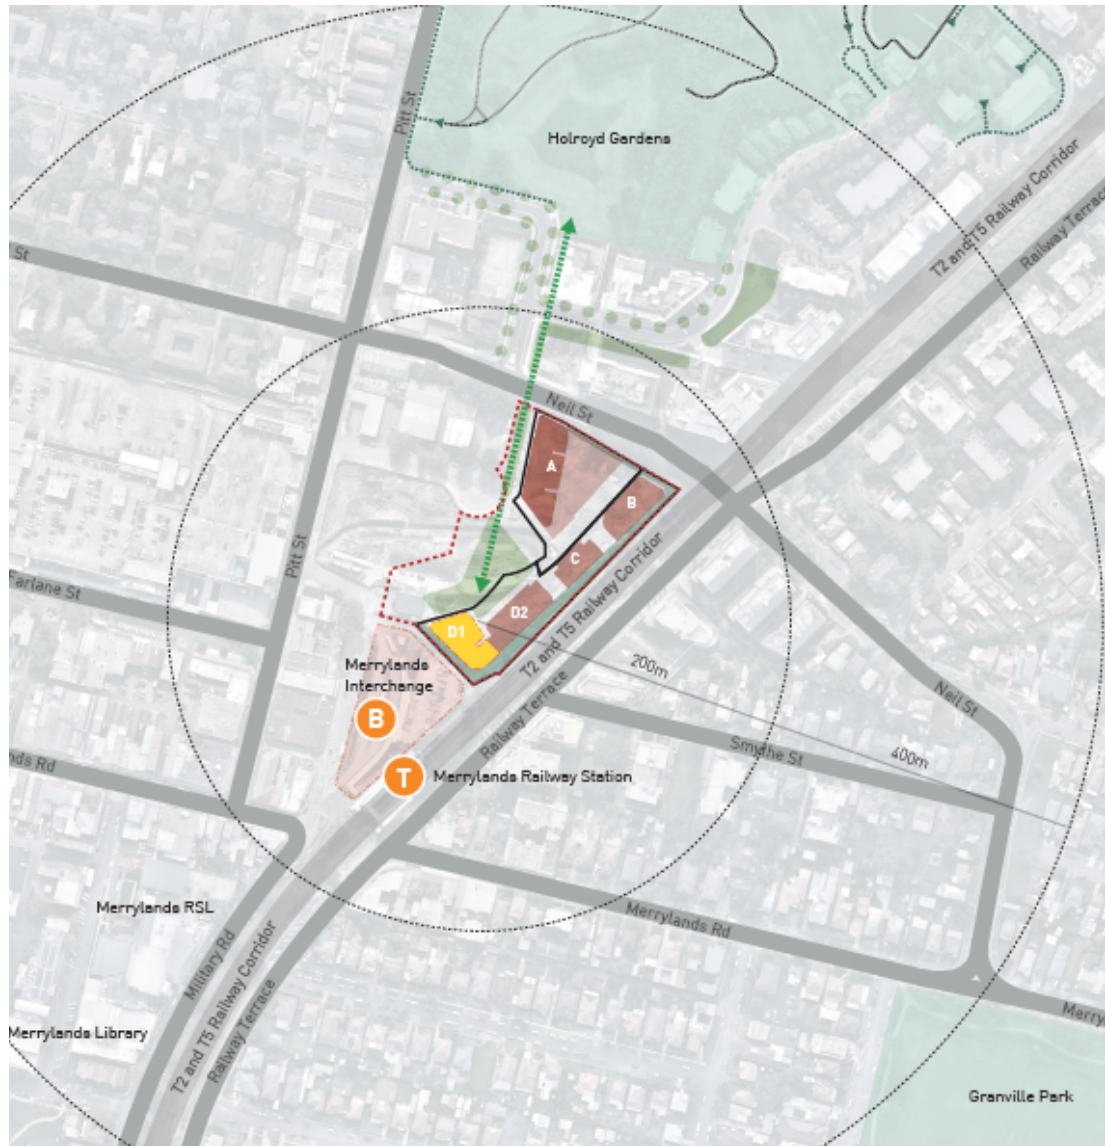 Pitt St
Holroyd Gardens
T2 and T5 Railway Corridor
Railway Terrace
St
Neil St
A
B
Pitt St
C
T2 and T5 Railway Corridor
arlane St
D2
D1
Merrylands
Interchange
200m
Neil St
B
Railway Terrace
Smythe St
400m
nds Rd
T
Merrylands Railway Station
Merrylands RSL
Merrylands Rd
Military Rd
T2 and T5 Railway Corridor
Railway Terrace
Merry
Merrylands Library
Granville Park